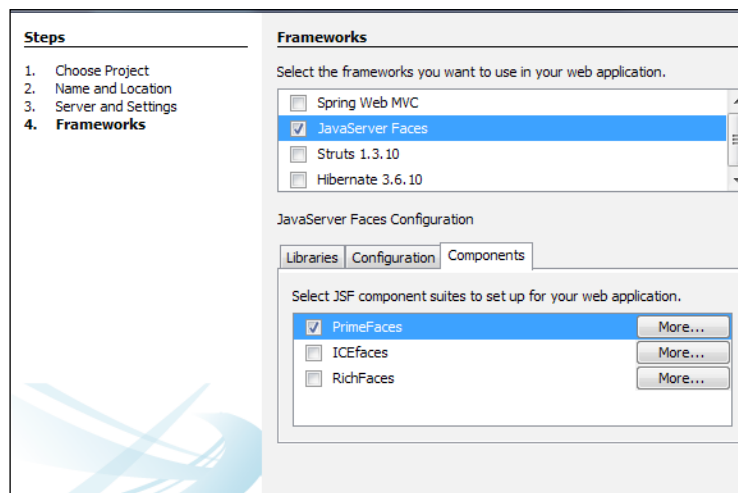 Steps
1. Choose Project
2. Name and Location
3. Server and Settings
4. Frameworks
Frameworks
Select the frameworks you want to use in your web application.
Spring Web MVC
JavaServer Faces
Struts 1.3.10
Hibernate 3.6.10
JavaServer Faces Configuration
Libraries Configuration Components
Select JSF component suites to set up for your web application.
PrimeFaces More...
ICEfaces More...
RichFaces More...